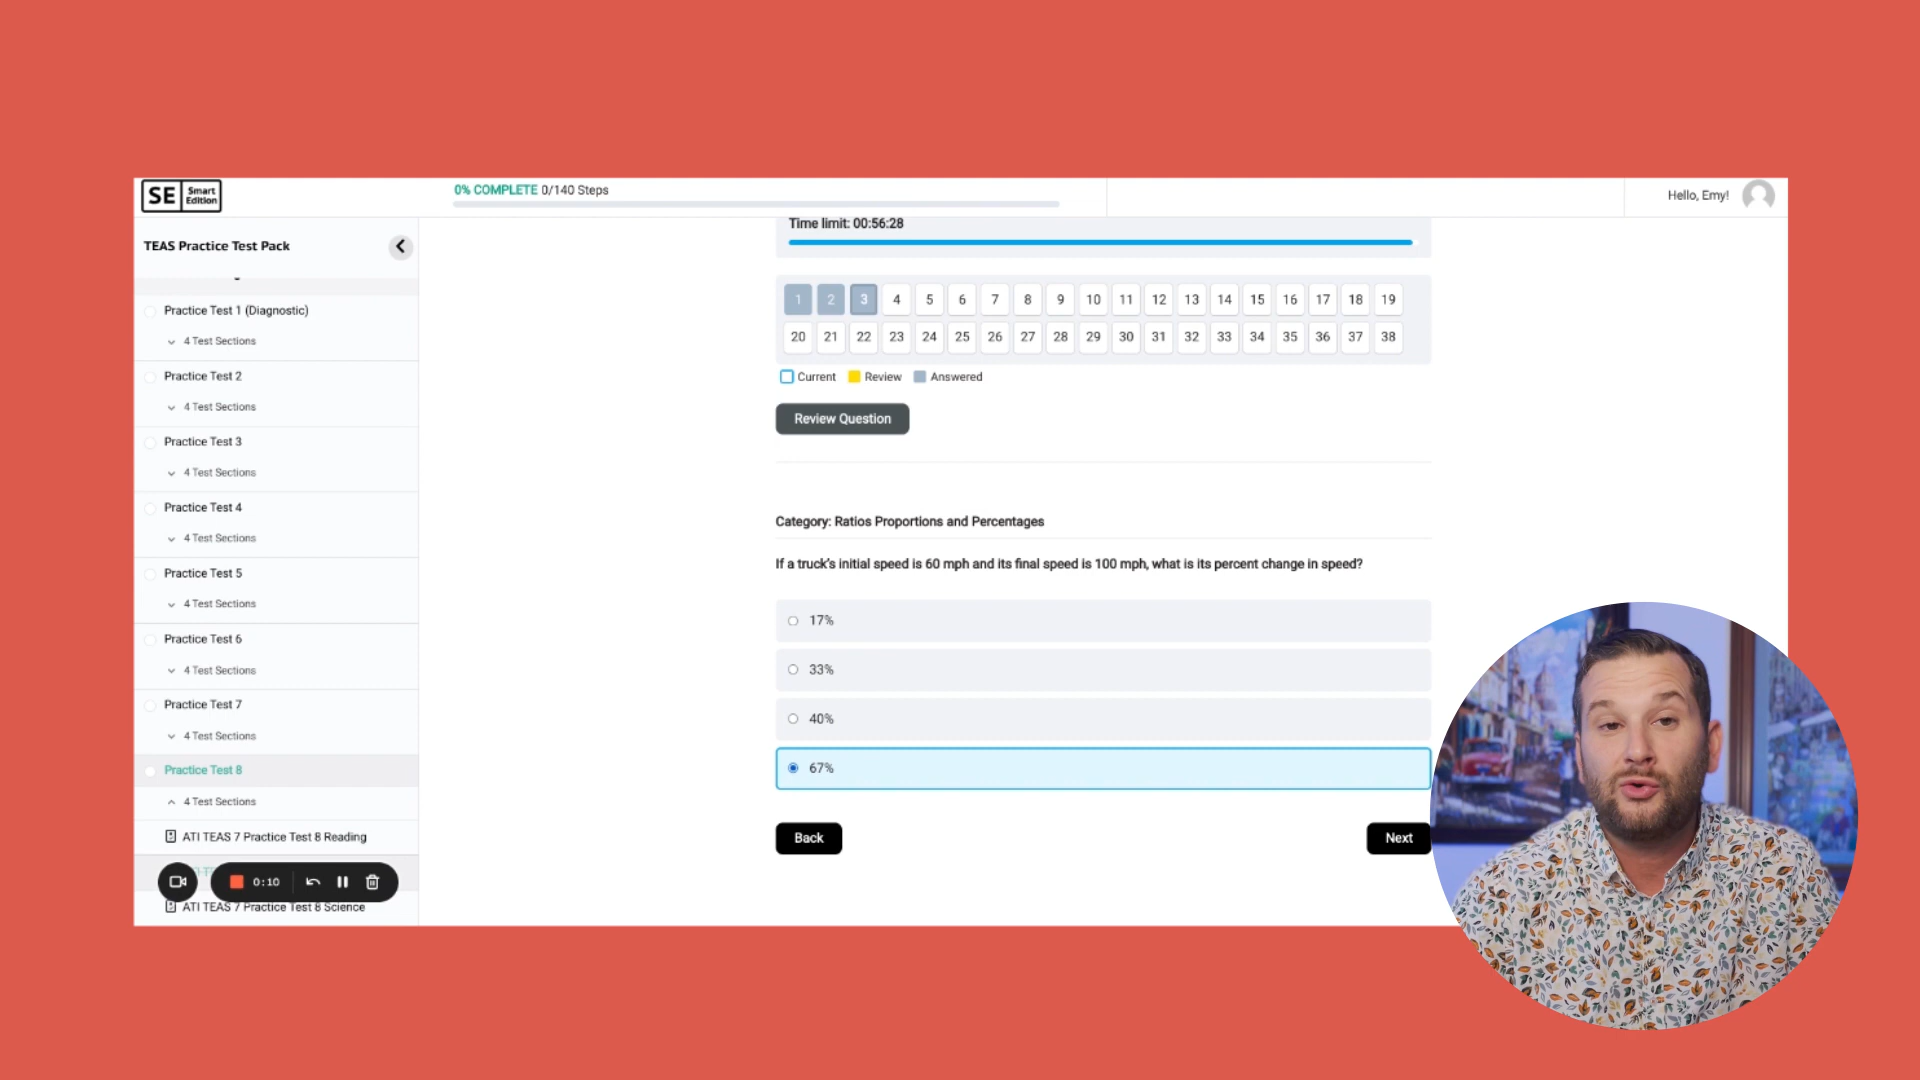 SE Smart Edition
0% COMPLETE 0/140 Steps
Hello, Emy!
TEAS Practice Test Pack
Practice Test 1 (Diagnostic)
4 Test Sections
Practice Test 2
4 Test Sections
Practice Test 3
4 Test Sections
Practice Test 4
4 Test Sections
Practice Test 5
4 Test Sections
Practice Test 6
4 Test Sections
Practice Test 7
4 Test Sections
Practice Test 8
4 Test Sections
ATI TEAS 7 Practice Test 8 Reading
0:10
ATI TEAS 7 Practice Test 8 Science
Time limit: 00:56:28
1 2 3 4 5 6 7 8 9 10 11 12 13 14 15 16 17 18 19
20 21 22 23 24 25 26 27 28 29 30 31 32 33 34 35 36 37 38
Current Review Answered
Review Question
Category: Ratios Proportions and Percentages
If a truck's initial speed is 60 mph and its final speed is 100 mph, what is its percent change in speed?
17%
33%
40%
67%
Back
Next